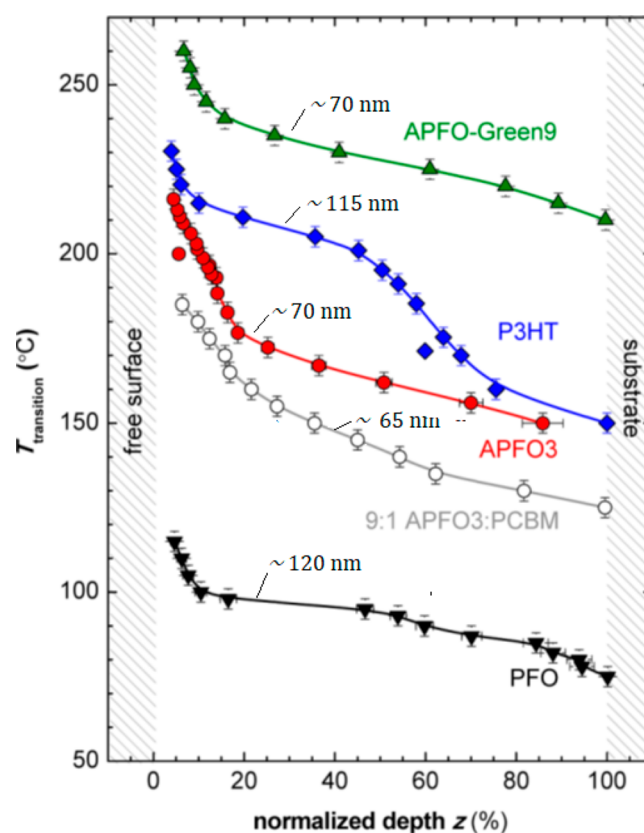 250
200
150
100
50
T transition (°C)
free surface
substrate
~ 70 nm
APFO-Green9
~ 115 nm
P3HT
~ 70 nm
APFO3
~ 65 nm
9:1 APFO3:PCBM
~ 120 nm
PFO
0 20 40 60 80 100
normalized depth z (%)